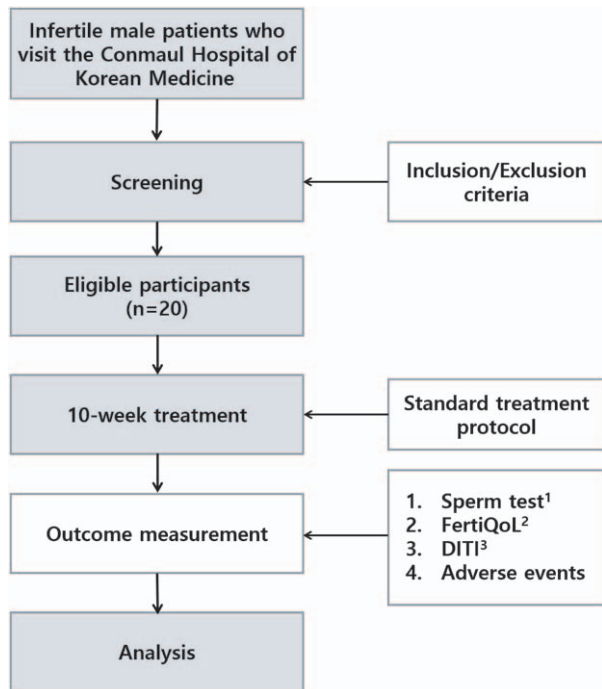 Infertile male patients who
visit the Conmaul Hospital of
Korean Medicine
Screening
Inclusion/Exclusion
criteria
Eligible participants
(n=20)
10-week treatment
Standard treatment
protocol
Outcome measurement
1. Sperm test¹
2. FertiQoL²
3. DITI³
4. Adverse events
Analysis